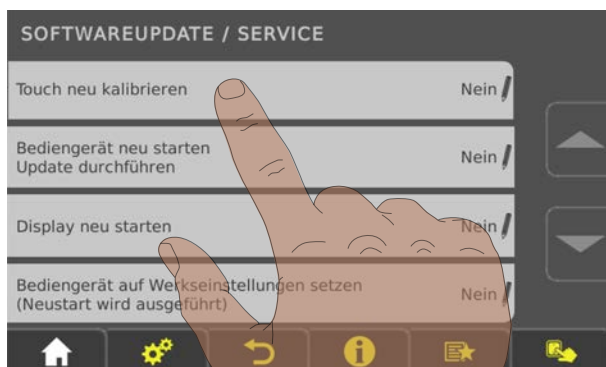 SOFTWAREUPDATE / SERVICE
Touch neu kalibrieren
Nein
Bediengerät neu starten
Update durchführen
Nein
Display neu starten
Nein
Bediengerät auf Werkseinstellungen setzen
(Neustart wird ausgeführt)
Nein